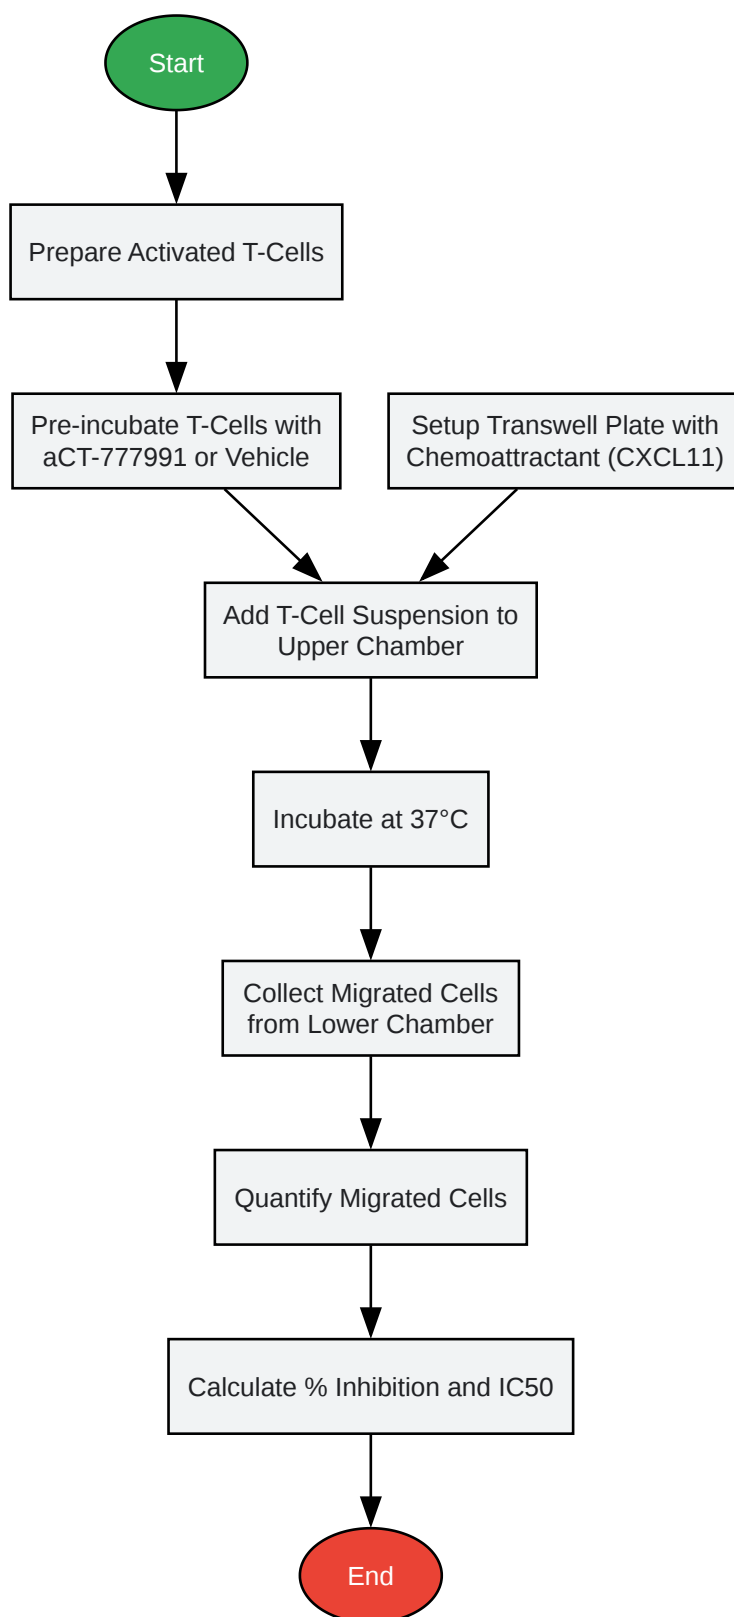 Start
Prepare Activated T-Cells
Pre-incubate T-Cells with
aCT-777991 or Vehicle
Setup Transwell Plate with
Chemoattractant (CXCL11)
Add T-Cell Suspension to
Upper Chamber
Incubate at 37°C
Collect Migrated Cells
from Lower Chamber
Quantify Migrated Cells
Calculate % Inhibition and IC50
End